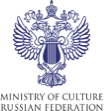 MINISTRY OF CULTURE
RUSSIAN FEDERATION